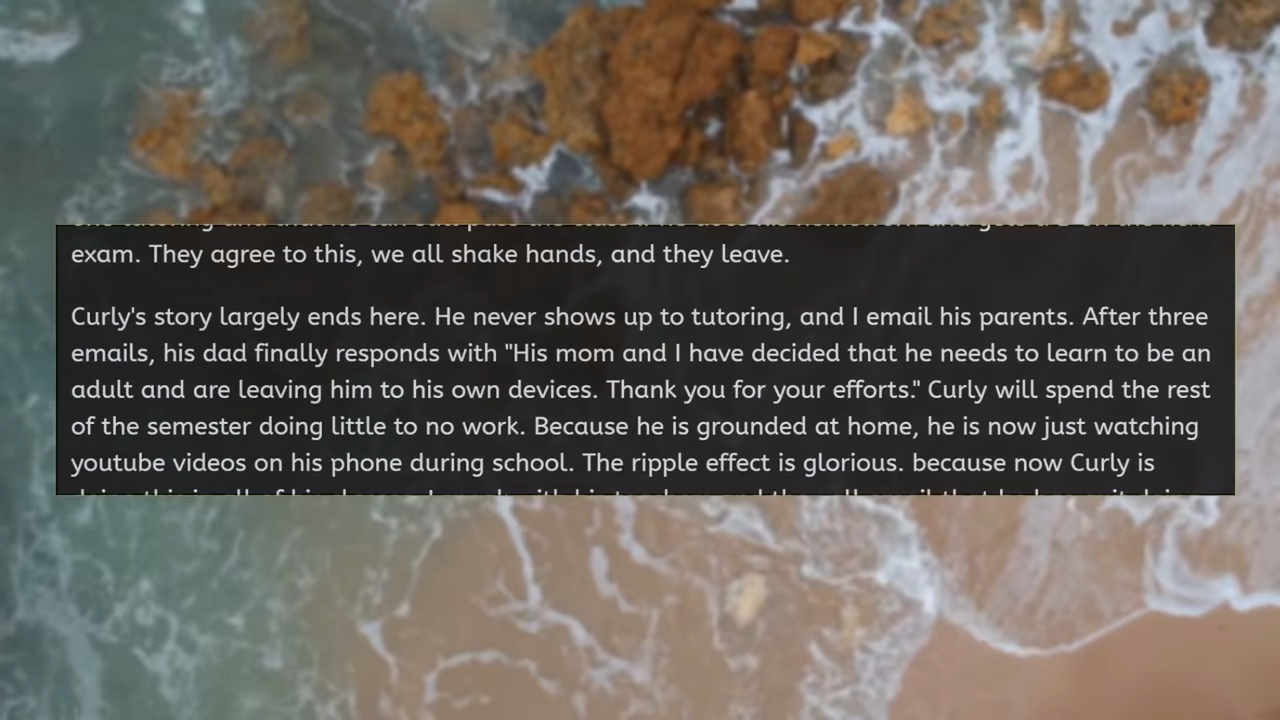 exam. They agree to this, we all shake hands, and they leave.
Curly's story largely ends here. He never shows up to tutoring, and I email his parents. After three
emails, his dad finally responds with "His mom and I have decided that he needs to learn to be an
adult and are leaving him to his own devices. Thank you for your efforts." Curly will spend the rest
of the semester doing little to no work. Because he is grounded at home, he is now just watching
youtube videos on his phone during school. The ripple effect is glorious. because now Curly is